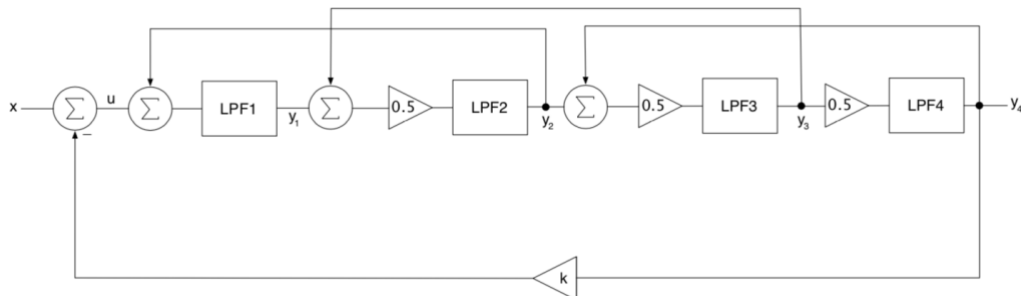 x Σ − u Σ LPF1 y₁ Σ 0.5 LPF2 y₂ Σ 0.5 LPF3 y₃ 0.5 LPF4 y₄
k